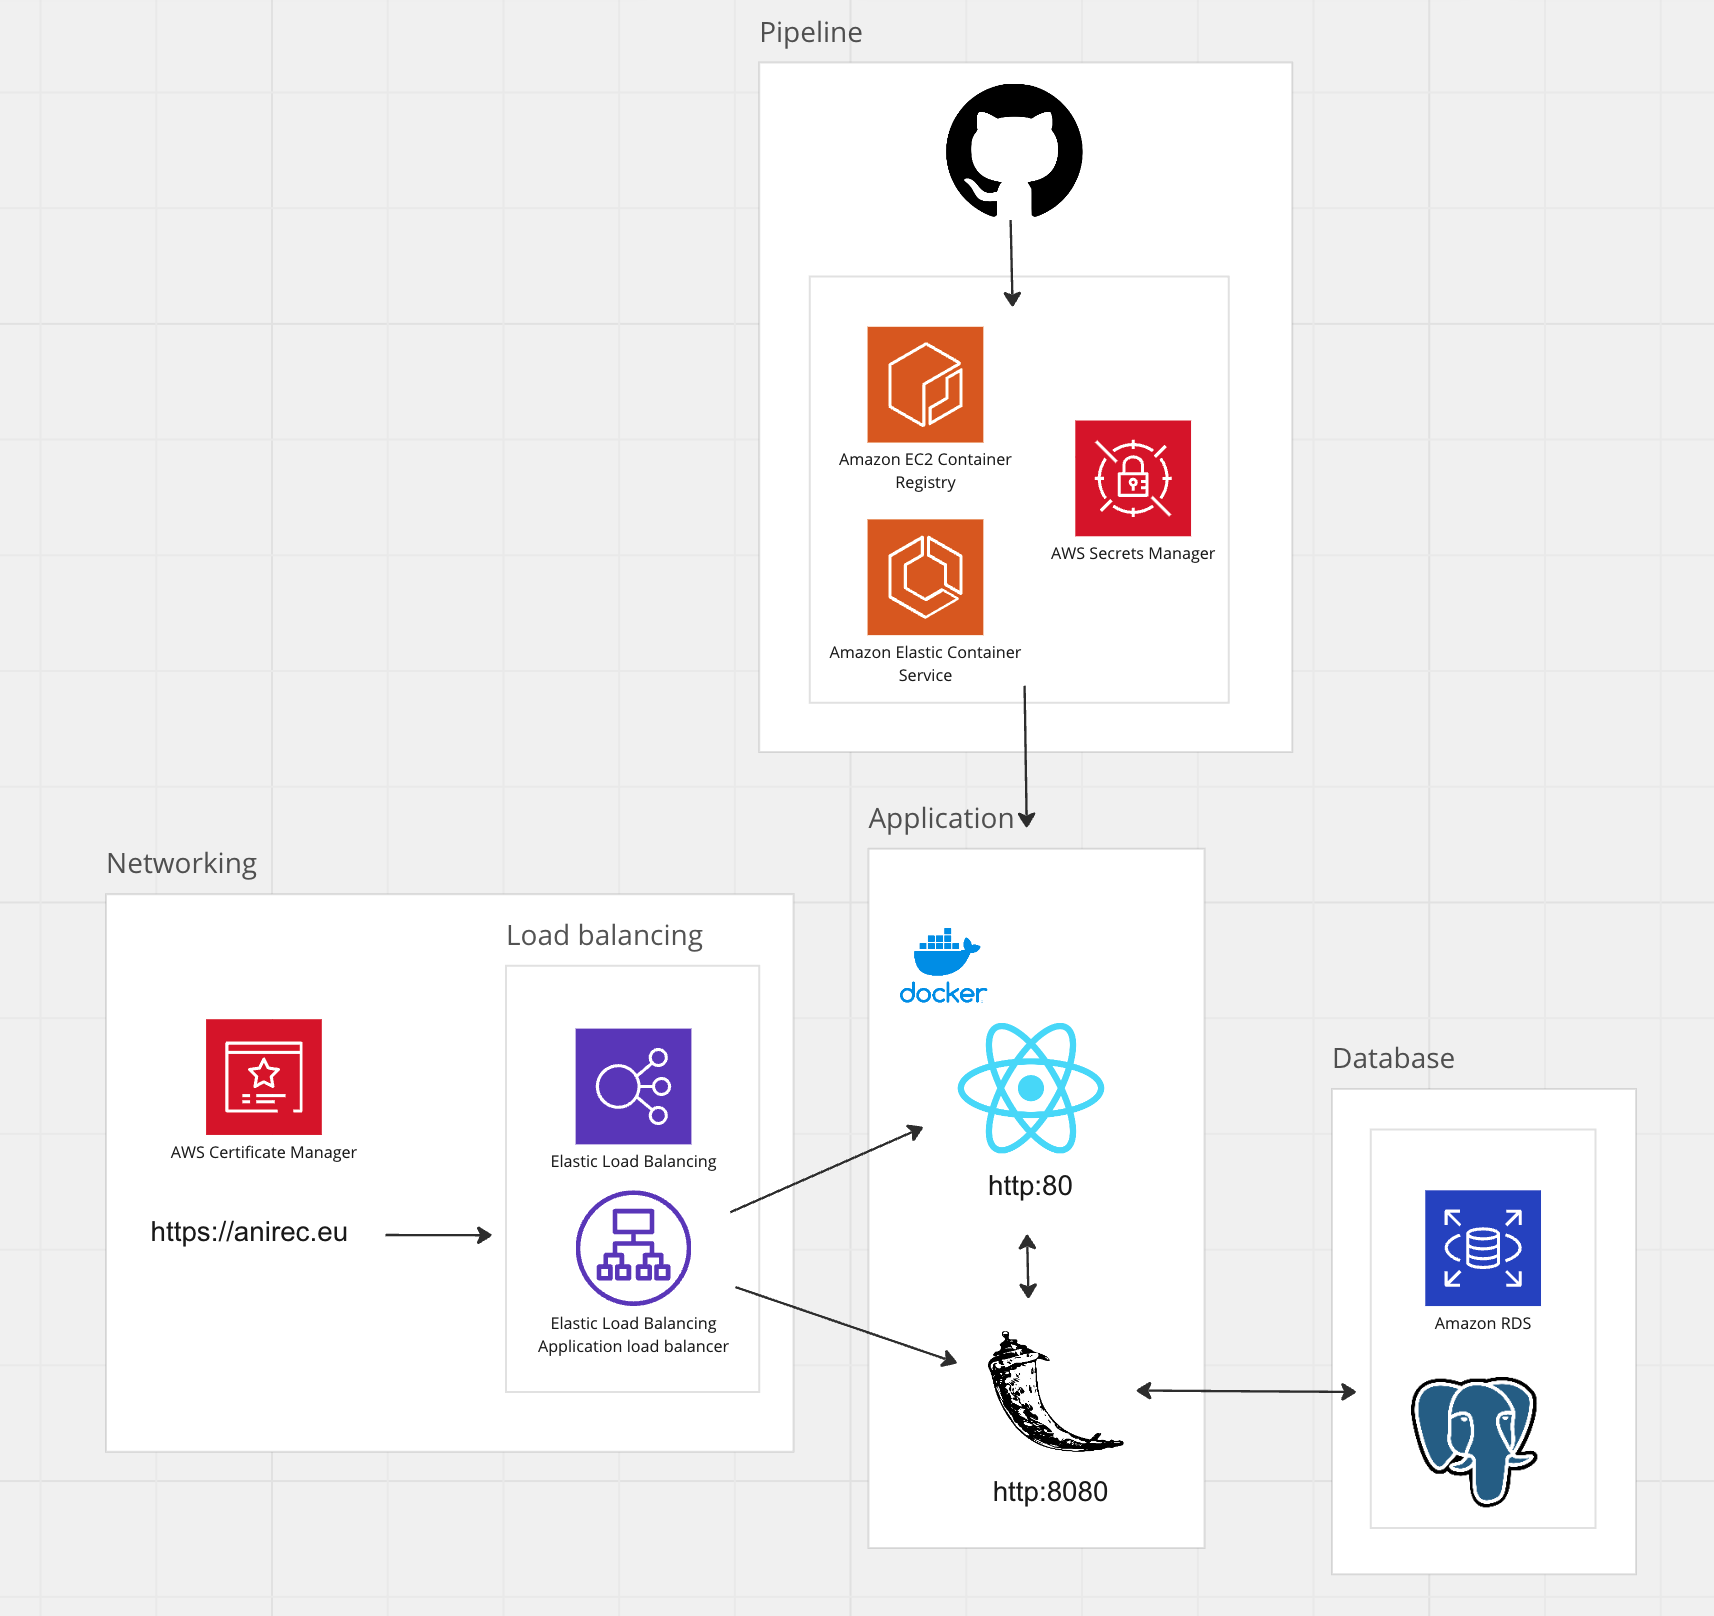 Pipeline
Amazon EC2 Container
Registry
AWS Secrets Manager
Amazon Elastic Container
Service
Application
Networking
Load balancing
docker
AWS Certificate Manager
Elastic Load Balancing
https://anirec.eu
Elastic Load Balancing
Application load balancer
http:80
http:8080
Database
Amazon RDS